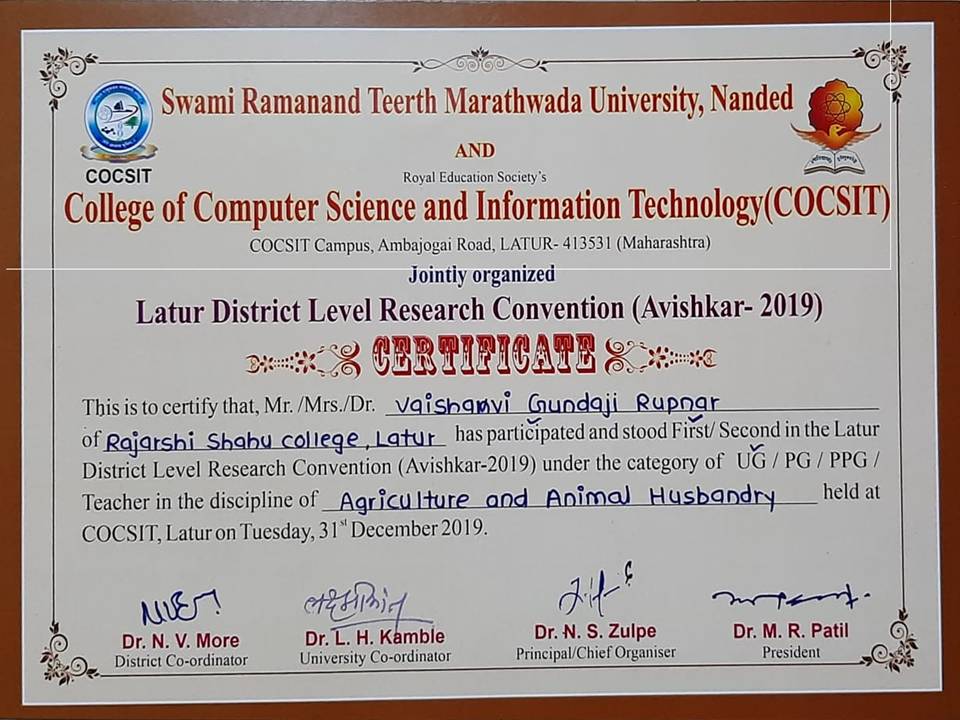 Swami Ramanand Teerth Marathwada University, Nanded
COCSIT
AND
Royal Education Society's
College of Computer Science and Information Technology(COCSIT)
COCSIT Campus, Ambajogai Road, LATUR- 413531 (Maharashtra)
Jointly organized
Latur District Level Research Convention (Avishkar- 2019)
CERTIFICATE
This is to certify that, Mr. /Mrs./Dr. Vaishanvi Gundaji Rupnar
of Rajarshi Shahu college, Latur has participated and stood First/ Second in the Latur
District Level Research Convention (Avishkar-2019) under the category of UG / PG / PPG /
Teacher in the discipline of Agriculture and Animal Husbandry held at
COCSIT, Latur on Tuesday, 31st December 2019.
Dr. N. V. More Dr. L. H. Kamble Dr. N. S. Zulpe Dr. M. R. Patil
District Co-ordinator University Co-ordinator Principal/Chief Organiser President